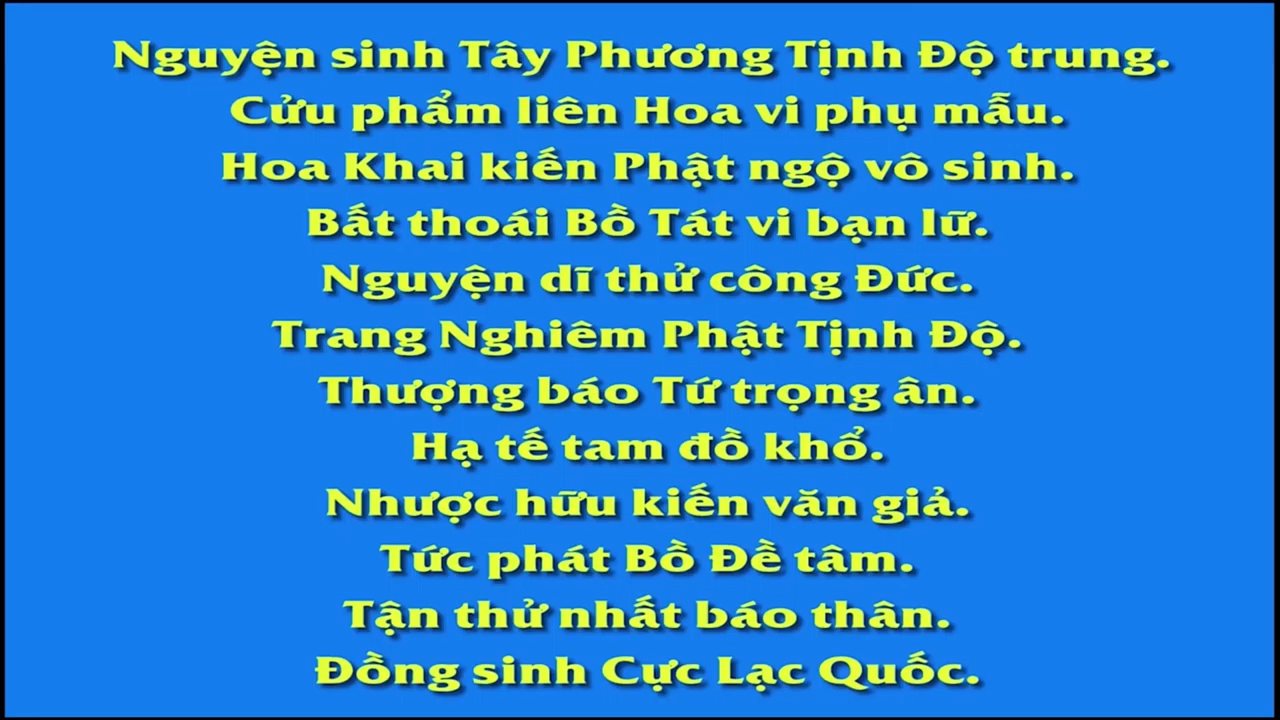 Nguyện sinh Tây Phương Tịnh Độ trung.
Cửu phẩm liên Hoa vi phụ mẫu.
Hoa Khai kiến Phật ngộ vô sinh.
Bất thoái Bồ Tát vi bạn lữ.
Nguyện dĩ thử công Đức.
Trang Nghiêm Phật Tịnh Độ.
Thượng báo Tứ trọng ân.
Hạ tế tam đồ khổ.
Nhược hữu kiến văn giả.
Tức phát Bồ Đề tâm.
Tận thử nhất báo thân.
Đồng sinh Cực Lạc Quốc.